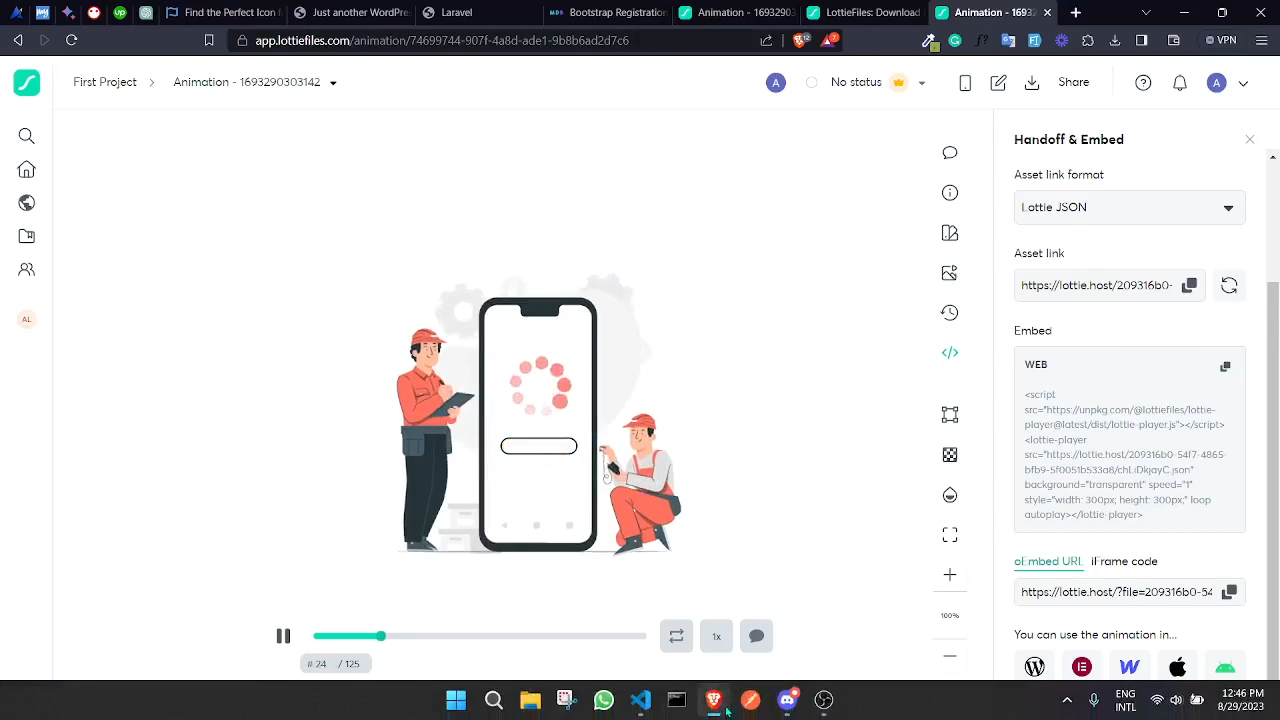 Find the Perfect Icon f
Just another WordPre
Laravel
Bootstrap Registration
Animation - 16932903
LottieFiles: Download
Animation - 16932
app.lottiefiles.com/animation/74699744-907f-4a8d-ade1-9b8b6ad2d7c6
12
7
VPN
First Project
Animation - 1693290303142
A
No status
Share
A
Handoff & Embed
Asset link format
Lottie JSON
Asset link
https://lottie.host/209316b0-
AL
Embed
WEB
<script
src="https://unpkg.com/@lottiefiles/lottie-
player@latest/dist/lottie-player.js"></script>
<lottie-player
src="https://lottie.host/209316b0-54f7-4865-
bfb9-5f0051b533a8/chLiDkjayC.json"
background="transparent" speed="1"
style="width: 300px; height: 300px;" loop
autoplay></lottie-player>
oEmbed URL
iFrame code
https://lottie.host/?file=209316b0-54
100%
You can use the animation in...
1x
# 24 / 125
ENG
INTL
12:46 PM
8/29/2023